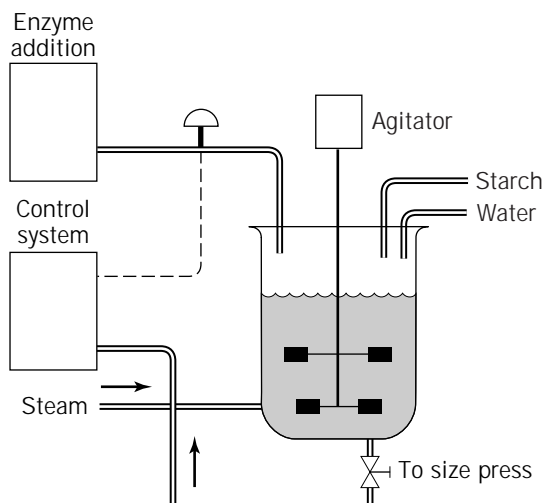 Enzyme
addition
Agitator
Starch
Water
Control
system
Steam
To size press